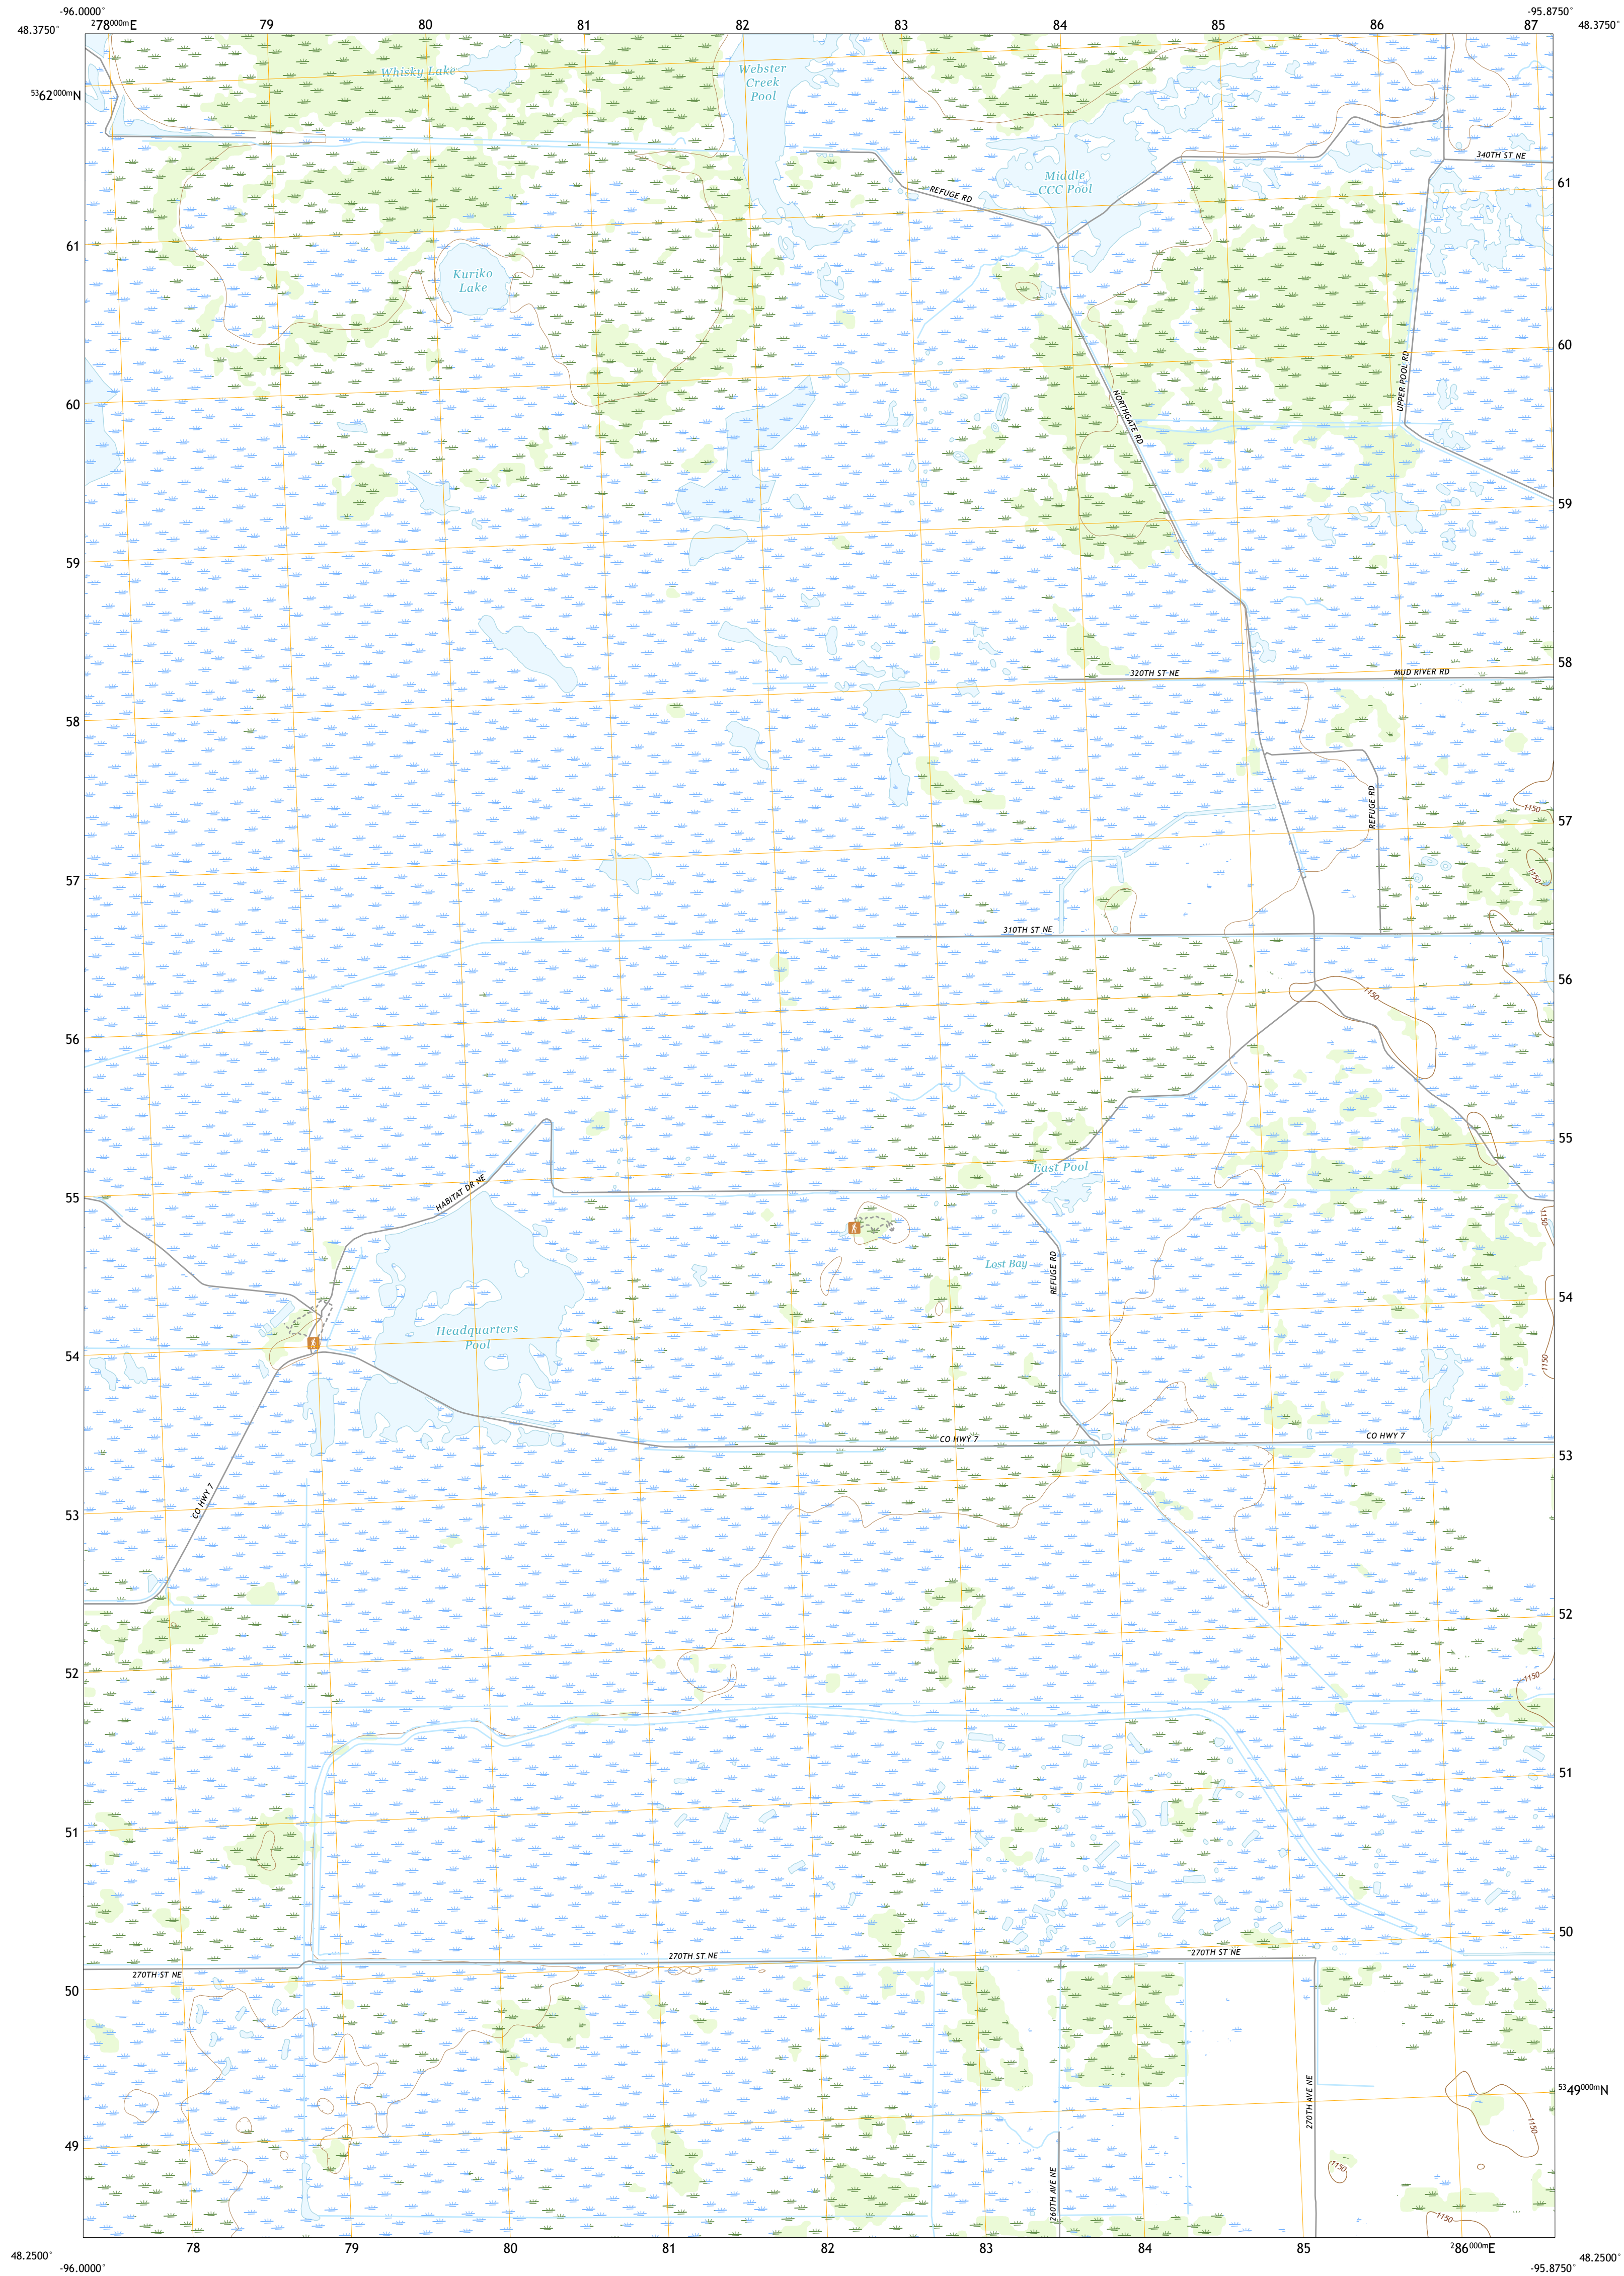 -96.0000°
-95.8750°
48.3750°
278000mE
79
80
81
82
83
84
85
86
87
48.3750°
5362000mN
Whisky Lake
Webster
Creek
Pool
340TH ST NE
Middle
CCC Pool
61
REFUGE RD
61
Kuriko
Lake
60
UPPER POOL RD
60
NORTHGATE RD
59
59
58
320TH ST NE
MUD RIVER RD
58
REFUGE RD
1150
57
57
1150
310TH ST NE
56
1150
56
55
East Pool
HABITAT DR NE
55
1150
Lost Bay
REFUGE RD
54
Headquarters
Pool
54
1150
CO HWY 7
CO HWY 7
53
CO HWY 7
53
52
52
1150
51
51
50
270TH ST NE
270TH ST NE
270TH ST NE
50
5349000mN
270TH AVE NE
1150
49
1150
260TH AVE NE
1150
78
79
80
81
82
83
84
85
286000mE
48.2500°
48.2500°
-96.0000°
-95.8750°